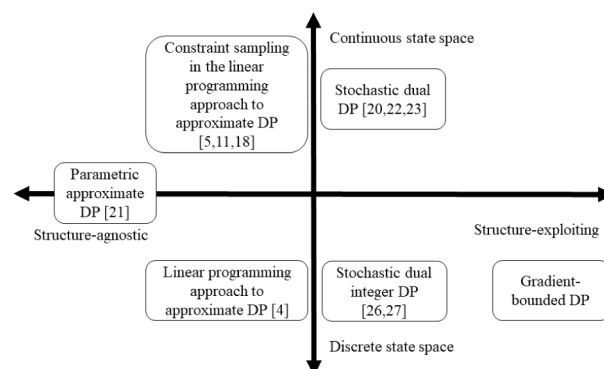 Constraint sampling
in the linear
programming
approach to
approximate DP
[5,11,18]
Continuous state space
Stochastic dual
DP [20,22,23]
Parametric
approximate
DP [21]
Structure-agnostic
Structure-exploiting
Linear programming
approach to
approximate DP [4]
Stochastic dual
integer DP
[26,27]
Gradient-
bounded DP
Discrete state space